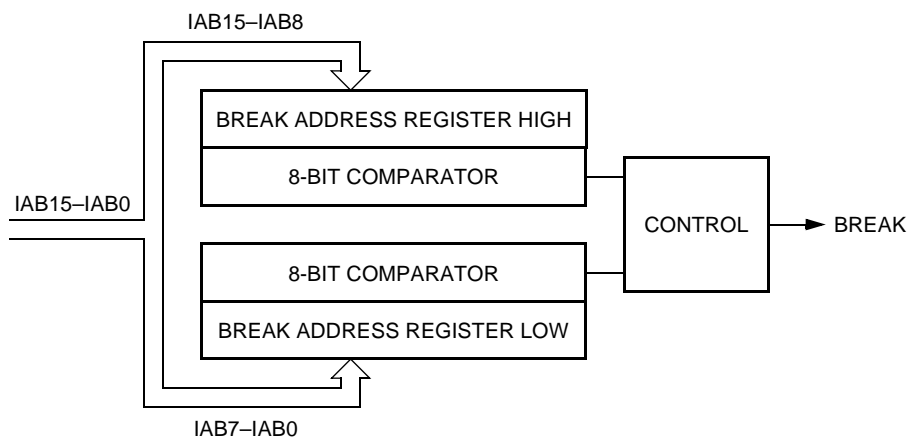 IAB15–IAB8
BREAK ADDRESS REGISTER HIGH
8-BIT COMPARATOR
IAB15–IAB0
CONTROL
BREAK
8-BIT COMPARATOR
BREAK ADDRESS REGISTER LOW
IAB7–IAB0